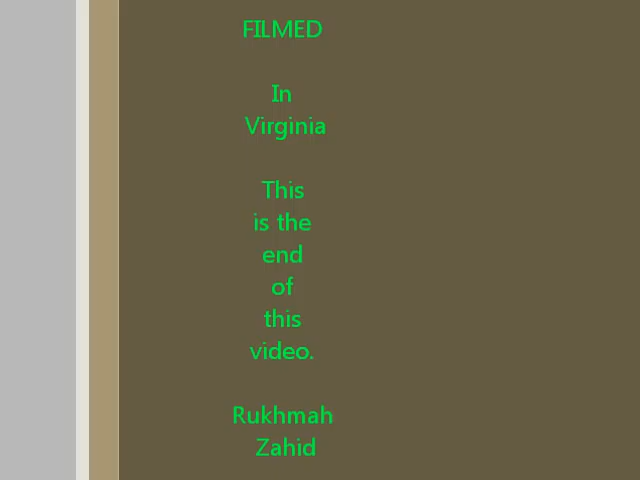 FILMED
In
Virginia
This
is the
end
of
this
video.
Rukhmah
Zahid